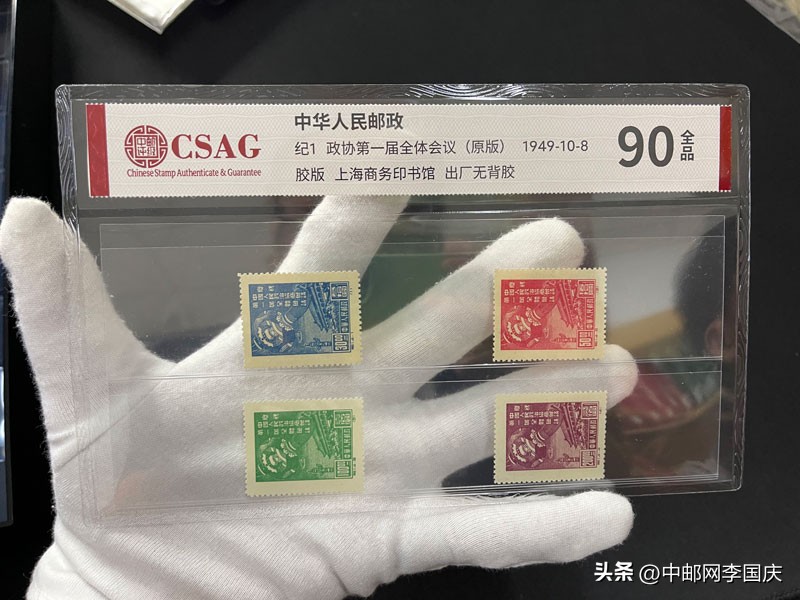 CSAG
Chinese Stamp Authenticate & Guarantee
中华人民邮政
纪1 政协第一届全体会议（原版） 1949-10-8
胶版 上海商务印书馆 出厂无背胶
90 全品
头条 @中邮网李国庆